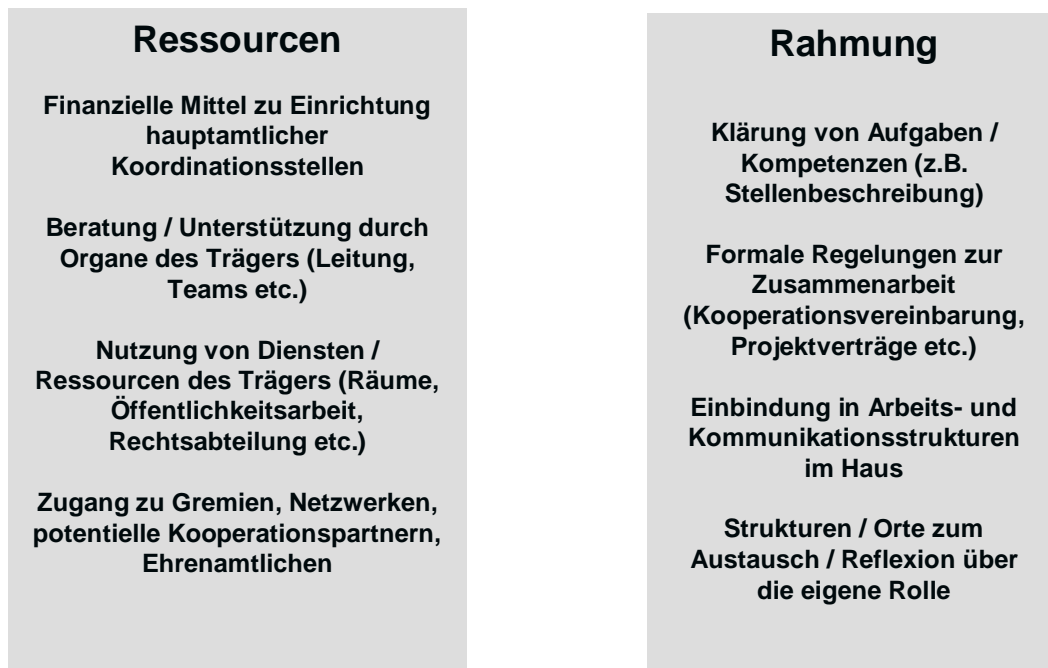 Ressourcen
Finanzielle Mittel zu Einrichtung
hauptamtlicher
Koordinationsstellen
Beratung / Unterstützung durch
Organe des Trägers (Leitung,
Teams etc.)
Nutzung von Diensten /
Ressourcen des Trägers (Räume,
Öffentlichkeitsarbeit,
Rechtsabteilung etc.)
Zugang zu Gremien, Netzwerken,
potentielle Kooperationspartnern,
Ehrenamtlichen
Rahmung
Klärung von Aufgaben /
Kompetenzen (z.B.
Stellenbeschreibung)
Formale Regelungen zur
Zusammenarbeit
(Kooperationsvereinbarung,
Projektverträge etc.)
Einbindung in Arbeits- und
Kommunikationsstrukturen
im Haus
Strukturen / Orte zum
Austausch / Reflexion über
die eigene Rolle